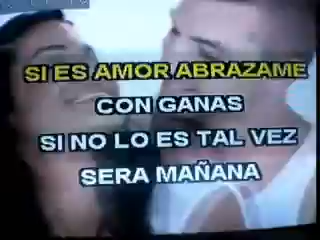 SI ES AMOR ABRAZAME
CON GANAS
SI NO LO ES TAL VEZ
SERA MAÑANA